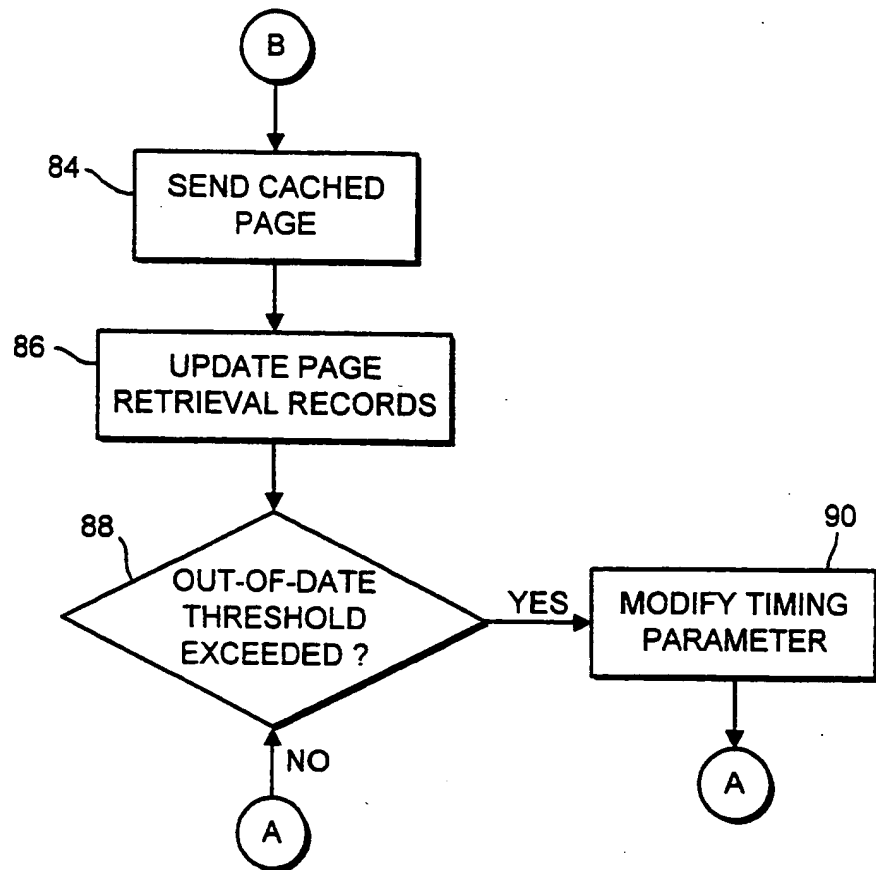 B
84
SEND CACHED
PAGE
86
UPDATE PAGE
RETRIEVAL RECORDS
88
OUT-OF-DATE
THRESHOLD
EXCEEDED ?
YES
90
MODIFY TIMING
PARAMETER
NO
A
A